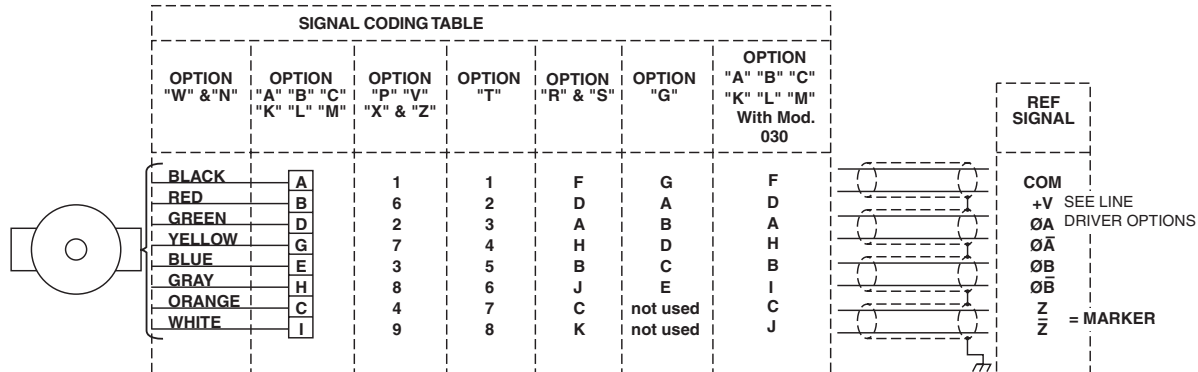 SIGNAL CODING TABLE
OPTION "W" &"N" OPTION "A" "B" "C" "K" "L" "M" OPTION "P" "V" "X" & "Z" OPTION "T" OPTION "R" & "S" OPTION "G" OPTION "A" "B" "C" "K" "L" "M" With Mod. 030 REF SIGNAL
BLACK A 1 1 F G F COM
RED B 6 2 D A D +V SEE LINE
GREEN D 2 3 A B A ØA DRIVER OPTIONS
YELLOW G 7 4 H D H ØA̅
BLUE E 3 5 B C B ØB
GRAY H 8 6 J E I ØB̅
ORANGE C 4 7 C not used C Z
WHITE I 9 8 K not used J Z̅
= MARKER